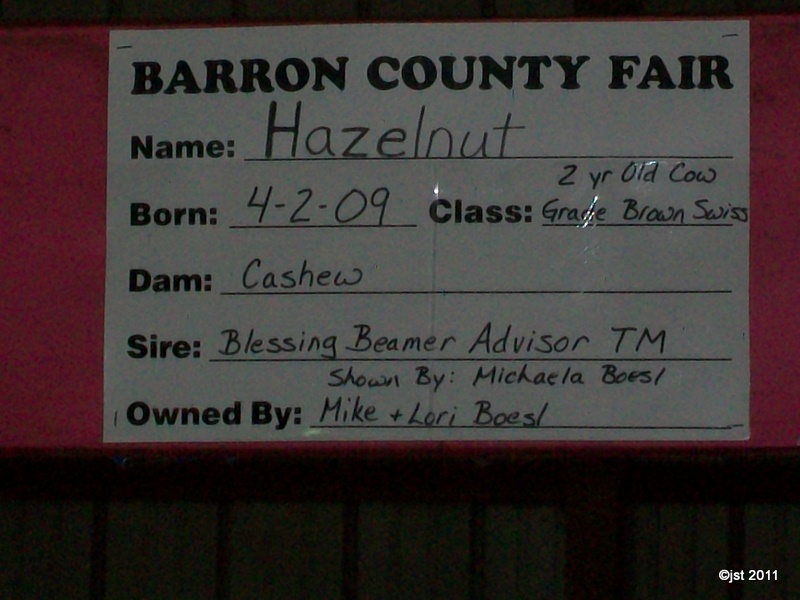 BARRON COUNTY FAIR
Name: Hazelnut
2 yr Old Cow
Born: 4-2-09 Class: Grade Brown Swiss
Dam: Cashew
Sire: Blessing Beamer Advisor TM
Shown By: Michaela Boesl
Owned By: Mike + Lori Boesl
©jst 2011